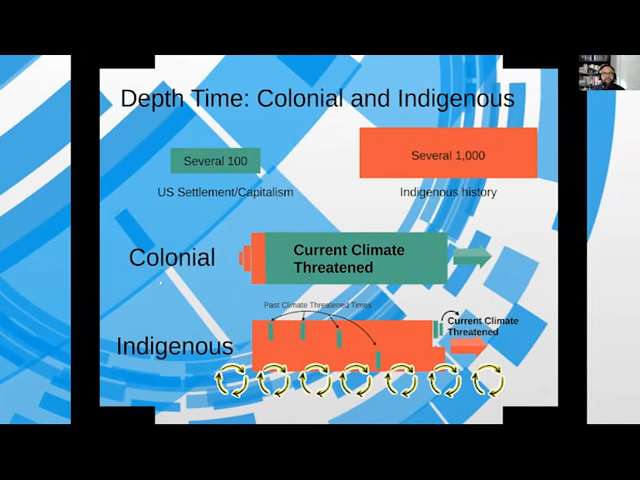 Depth Time: Colonial and Indigenous
Several 100
Several 1,000
US Settlement/Capitalism
Indigenous history
Colonial
Current Climate
Threatened
Past Climate Threatened Times
Current Climate
Threatened
Indigenous